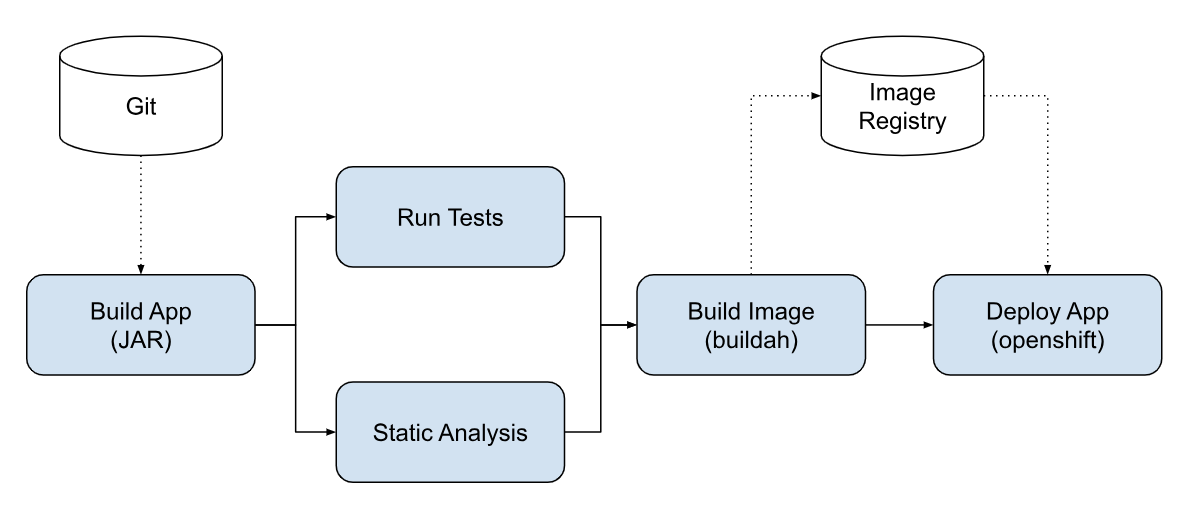 Git
Image
Registry
Run Tests
Build App
(JAR)
Build Image
(buildah)
Deploy App
(openshift)
Static Analysis